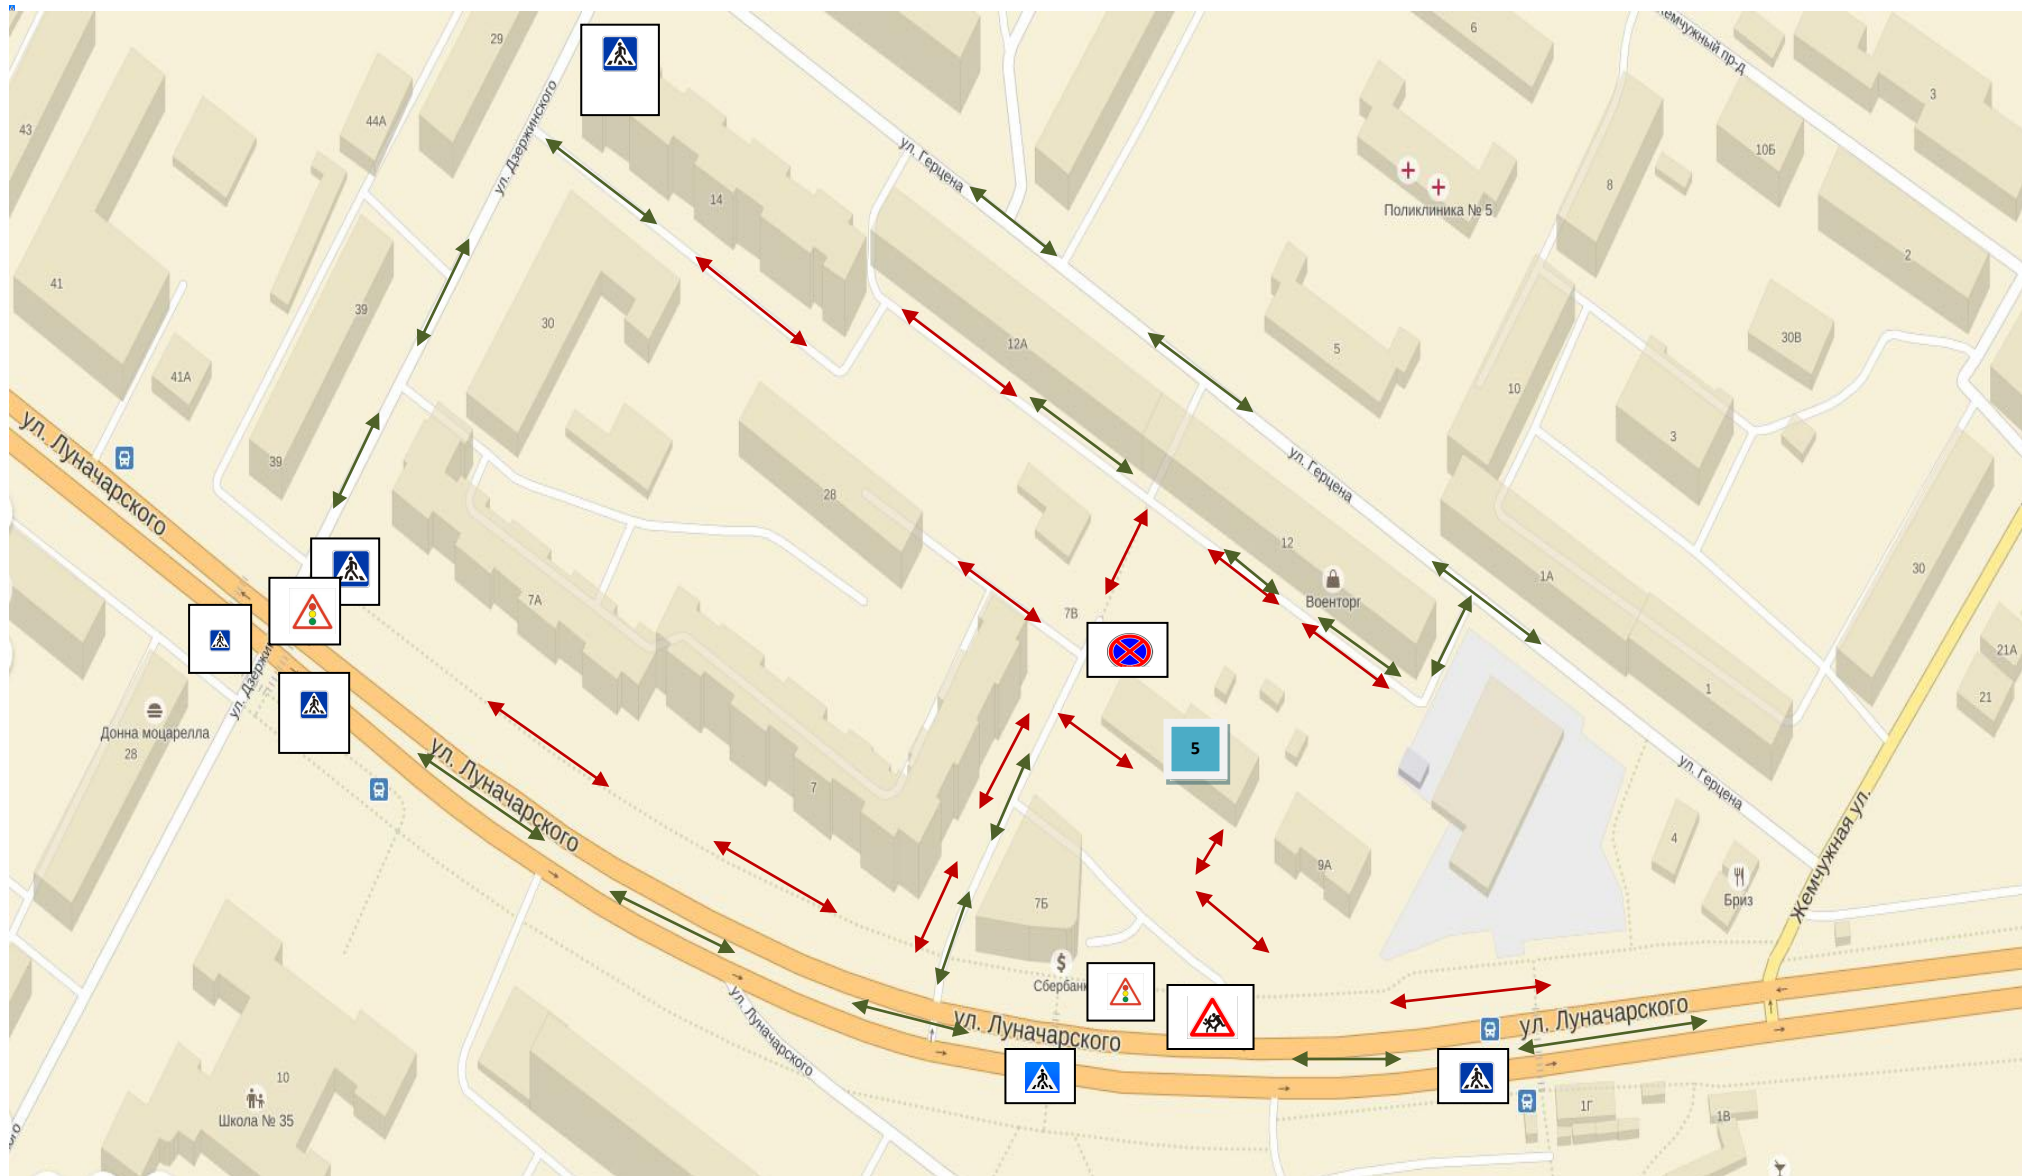 6
Жемчужный пр-д
29
3
43
44А
ул. Дзержинского
ул. Герцена
10Б
8
14
Поликлиника № 5
2
41
39
30
12А
5
30В
41А
10
3
ул. Луначарского
39
28
ул. Герцена
12
1А
30
7А
7В
Военторг
21А
ул. Дзержин
1
21
Донна моцарелла
28
5
ул. Луначарского
7
ул. Герцена
4
9А
Жемчужная ул.
7Б
Бриз
$
Сбербанк
ул. Луначарского
ул. Луначарского
ул. Луначарского
10
Школа № 35
1Г
1В
ого